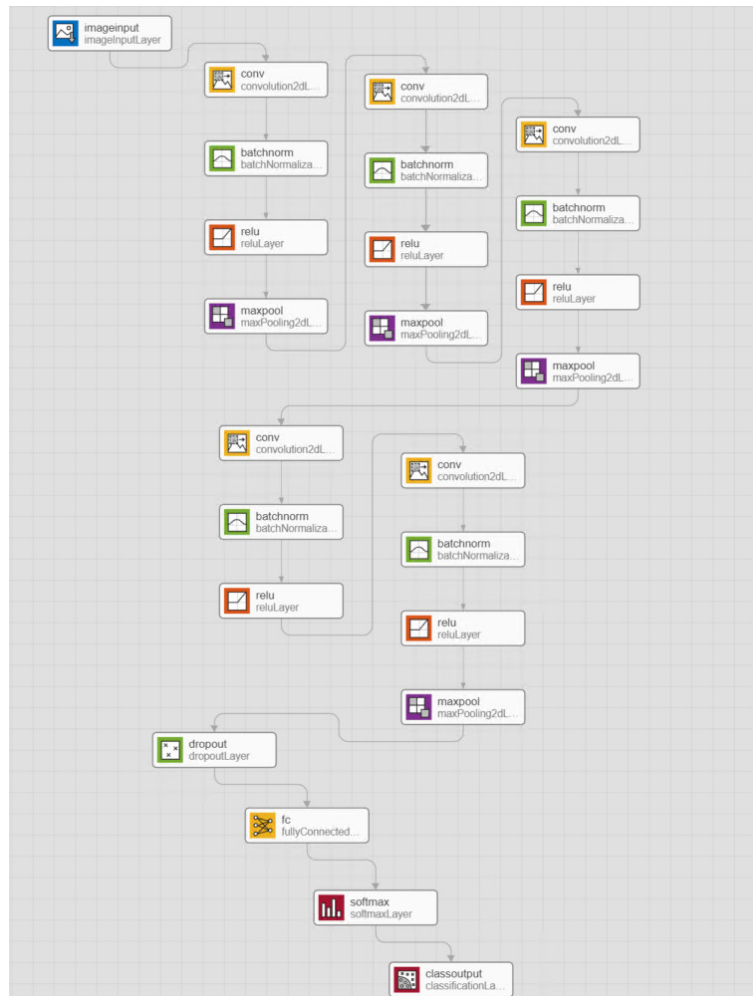 imageinput
imageInputLayer
conv
convolution2dL...
batchnorm
batchNormaliza...
relu
reluLayer
maxpool
maxPooling2dL...
conv
convolution2dL...
batchnorm
batchNormaliza...
relu
reluLayer
maxpool
maxPooling2dL...
conv
convolution2dL...
batchnorm
batchNormaliza...
relu
reluLayer
maxpool
maxPooling2dL...
conv
convolution2dL...
batchnorm
batchNormaliza...
relu
reluLayer
conv
convolution2dL...
batchnorm
batchNormaliza...
relu
reluLayer
maxpool
maxPooling2dL...
dropout
dropoutLayer
fc
fullyConnected...
softmax
softmaxLayer
classoutput
classificationLa...